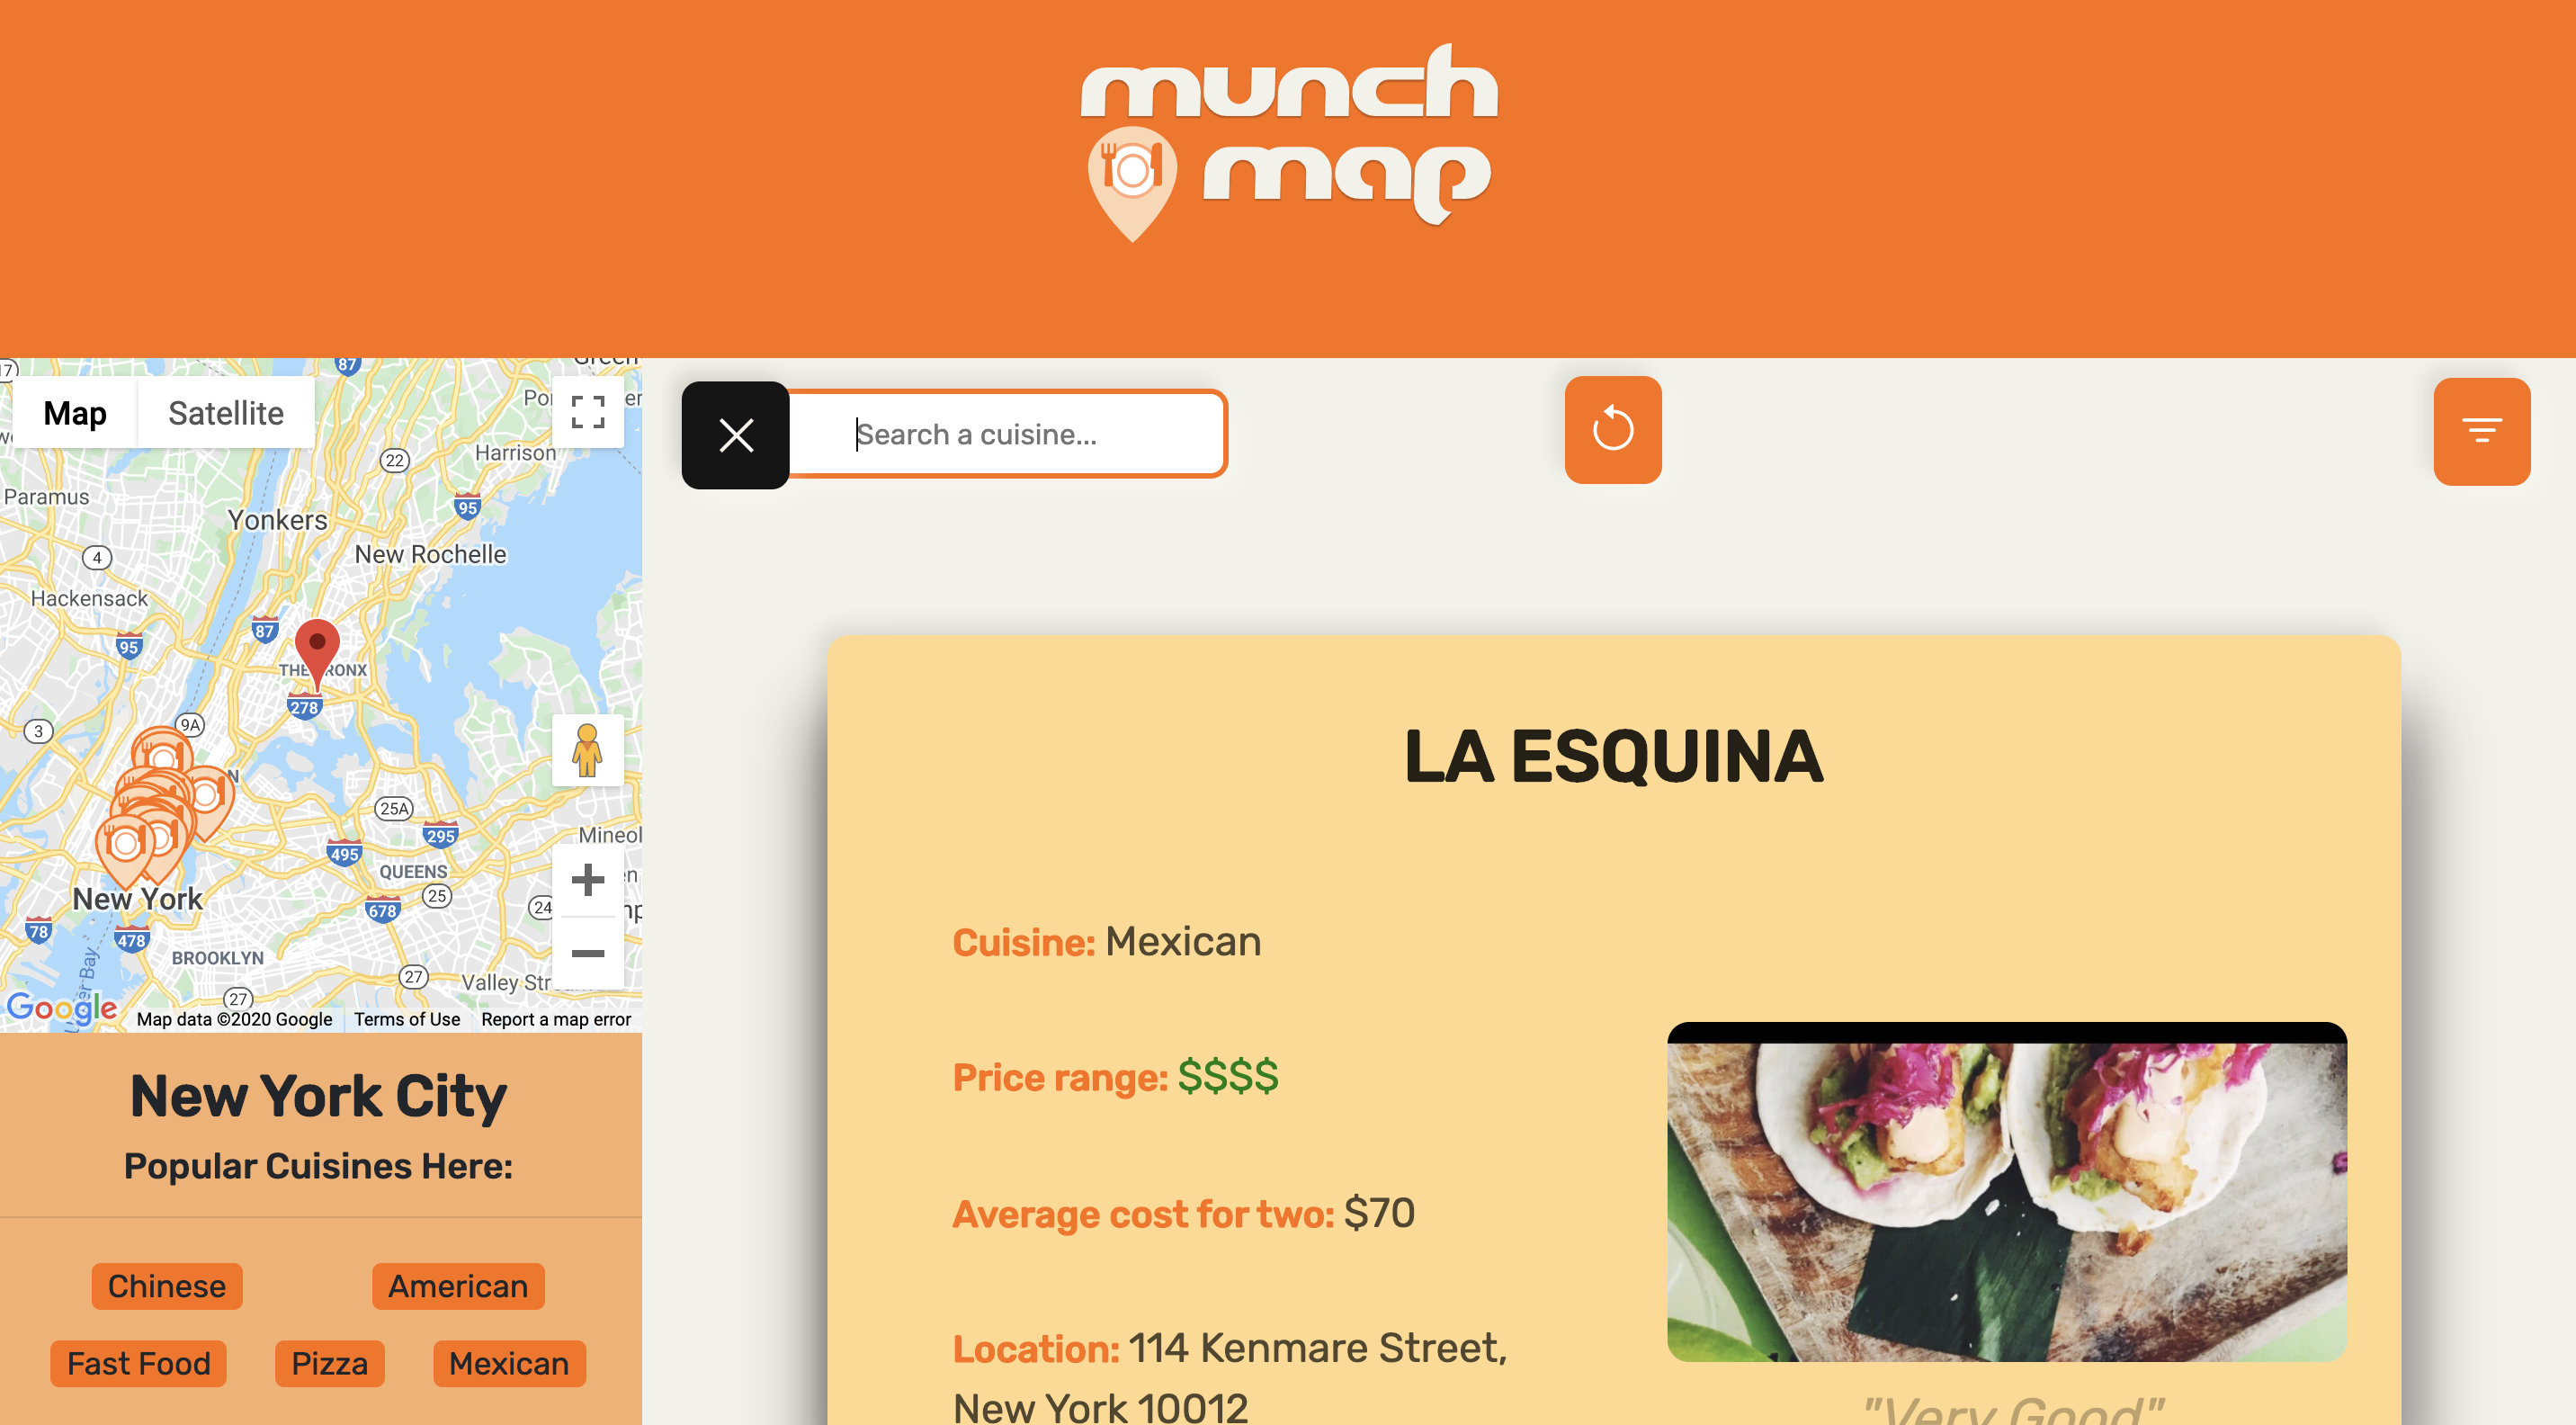 munch
map
Map
Satellite
87
22
Harrison
95
Paramus
Yonkers
New Rochelle
4
Hackensack
87
95
THE BRONX
278
9A
3
25A
295
Mineol
495
QUEENS
25
24
678
New York
78
478
BROOKLYN
27
Valley Str
27
Google
Map data ©2020 Google
Terms of Use
Report a map error
New York City
Popular Cuisines Here:
Chinese
American
Fast Food
Pizza
Mexican
Search a cuisine...
LA ESQUINA
Cuisine: Mexican
Price range: $$$$
Average cost for two: $70
Location: 114 Kenmare Street,
New York 10012
"Very Good"